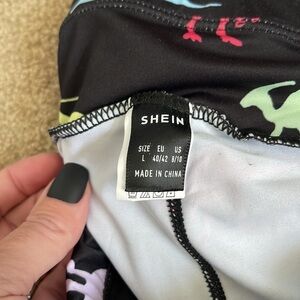 SHEIN
SIZE EU US
L 40/42 8/10
MADE IN CHINA